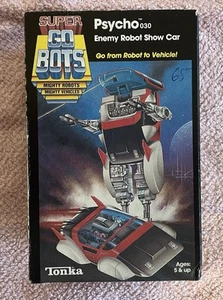 SUPER
GO
BOTS
MIGHTY ROBOTS
MIGHTY VEHICLES
Psycho 030
Enemy Robot Show Car
Go from Robot to Vehicle!
Tonka
Ages:
5 & up